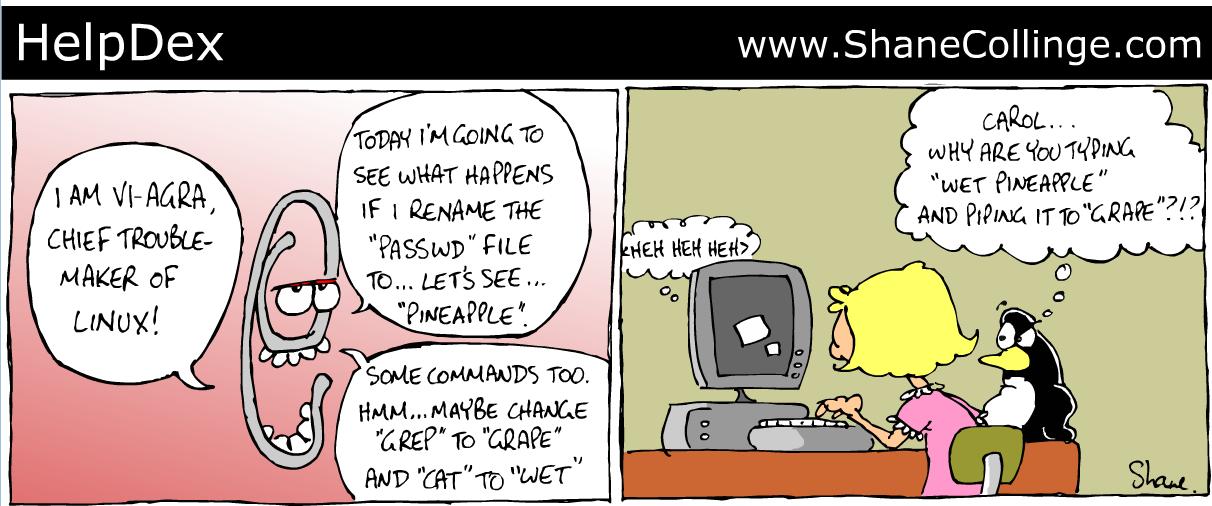 HelpDex
www.ShaneCollinge.com
I AM VI-AGRA,
CHIEF TROUBLE-
MAKER OF
LINUX!
TODAY I'M GOING TO
SEE WHAT HAPPENS
IF I RENAME THE
"PASSWD" FILE
TO... LET'S SEE...
"PINEAPPLE".
SOME COMMANDS TOO.
HMM... MAYBE CHANGE
"GREP" TO "GRAPE"
AND "CAT" TO "WET"
<HEH HEH HEH>
CAROL...
WHY ARE YOU TYPING
"WET PINEAPPLE"
AND PIPING IT TO "GRAPE"?!?
Shane.